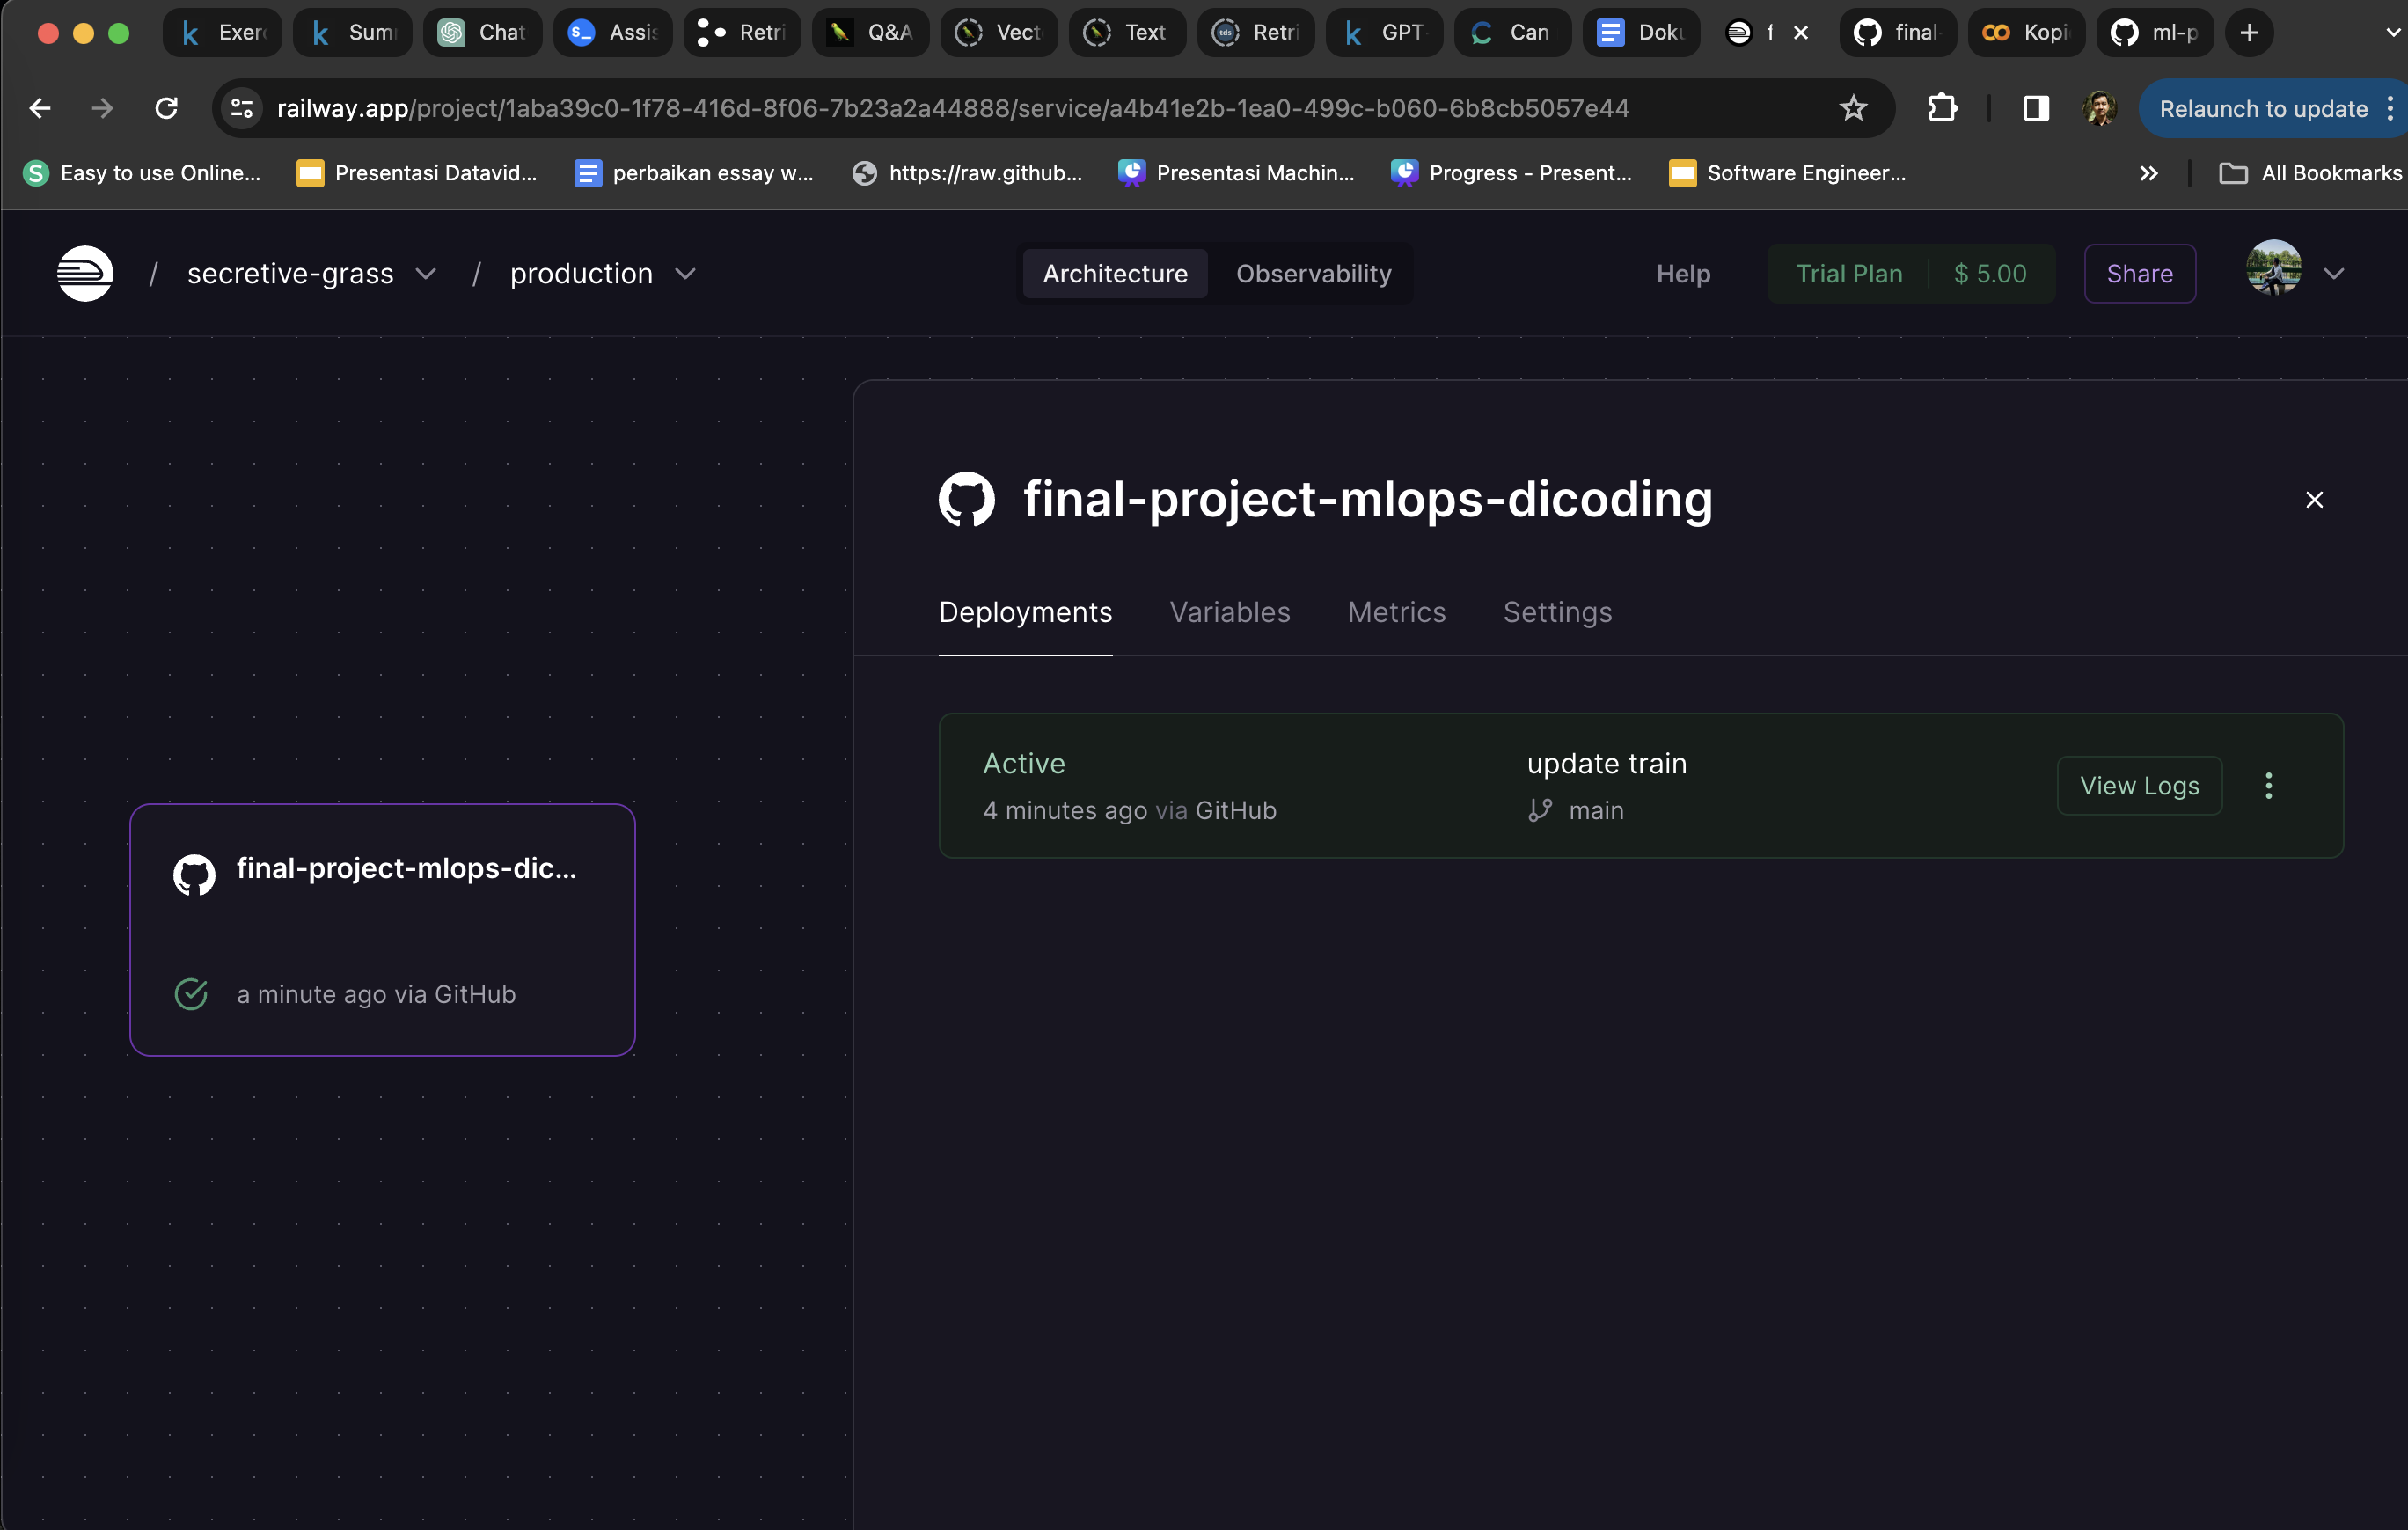 Exer
Sum
Chat
Assis
Retri
Q&A
Vect
Text
Retri
GPT-
Can
Doku
f
final-
Kopi
ml-p
railway.app/project/1aba39c0-1f78-416d-8f06-7b23a2a44888/service/a4b41e2b-1ea0-499c-b060-6b8cb5057e44
Relaunch to update
Easy to use Online...
Presentasi Datavid...
perbaikan essay w...
https://raw.github...
Presentasi Machin...
Progress - Present...
Software Engineer...
All Bookmarks
/ secretive-grass / production
Architecture
Observability
Help
Trial Plan
$ 5.00
Share
final-project-mlops-dicoding
Deployments
Variables
Metrics
Settings
Active
4 minutes ago via GitHub
update train
main
View Logs
final-project-mlops-dic...
a minute ago via GitHub